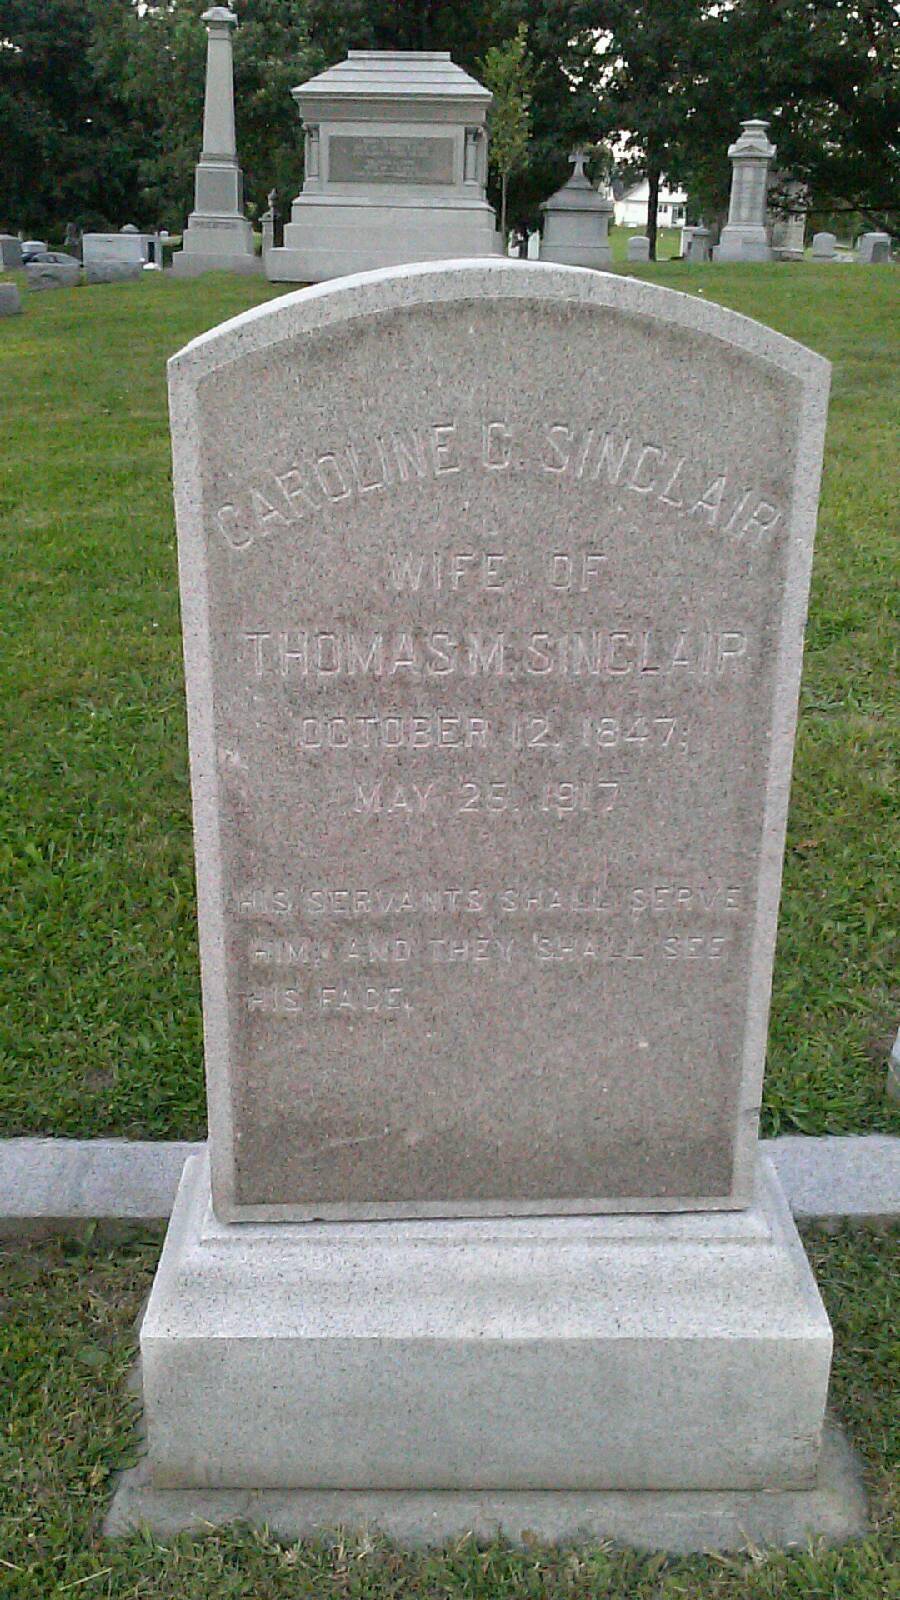 CAROLINE C. SINCLAIR
WIFE OF
THOMAS M. SINCLAIR
OCTOBER 12, 1847;
MAY 25, 1917
HIS SERVANTS SHALL SERVE
HIM, AND THEY SHALL SEE
HIS FACE.